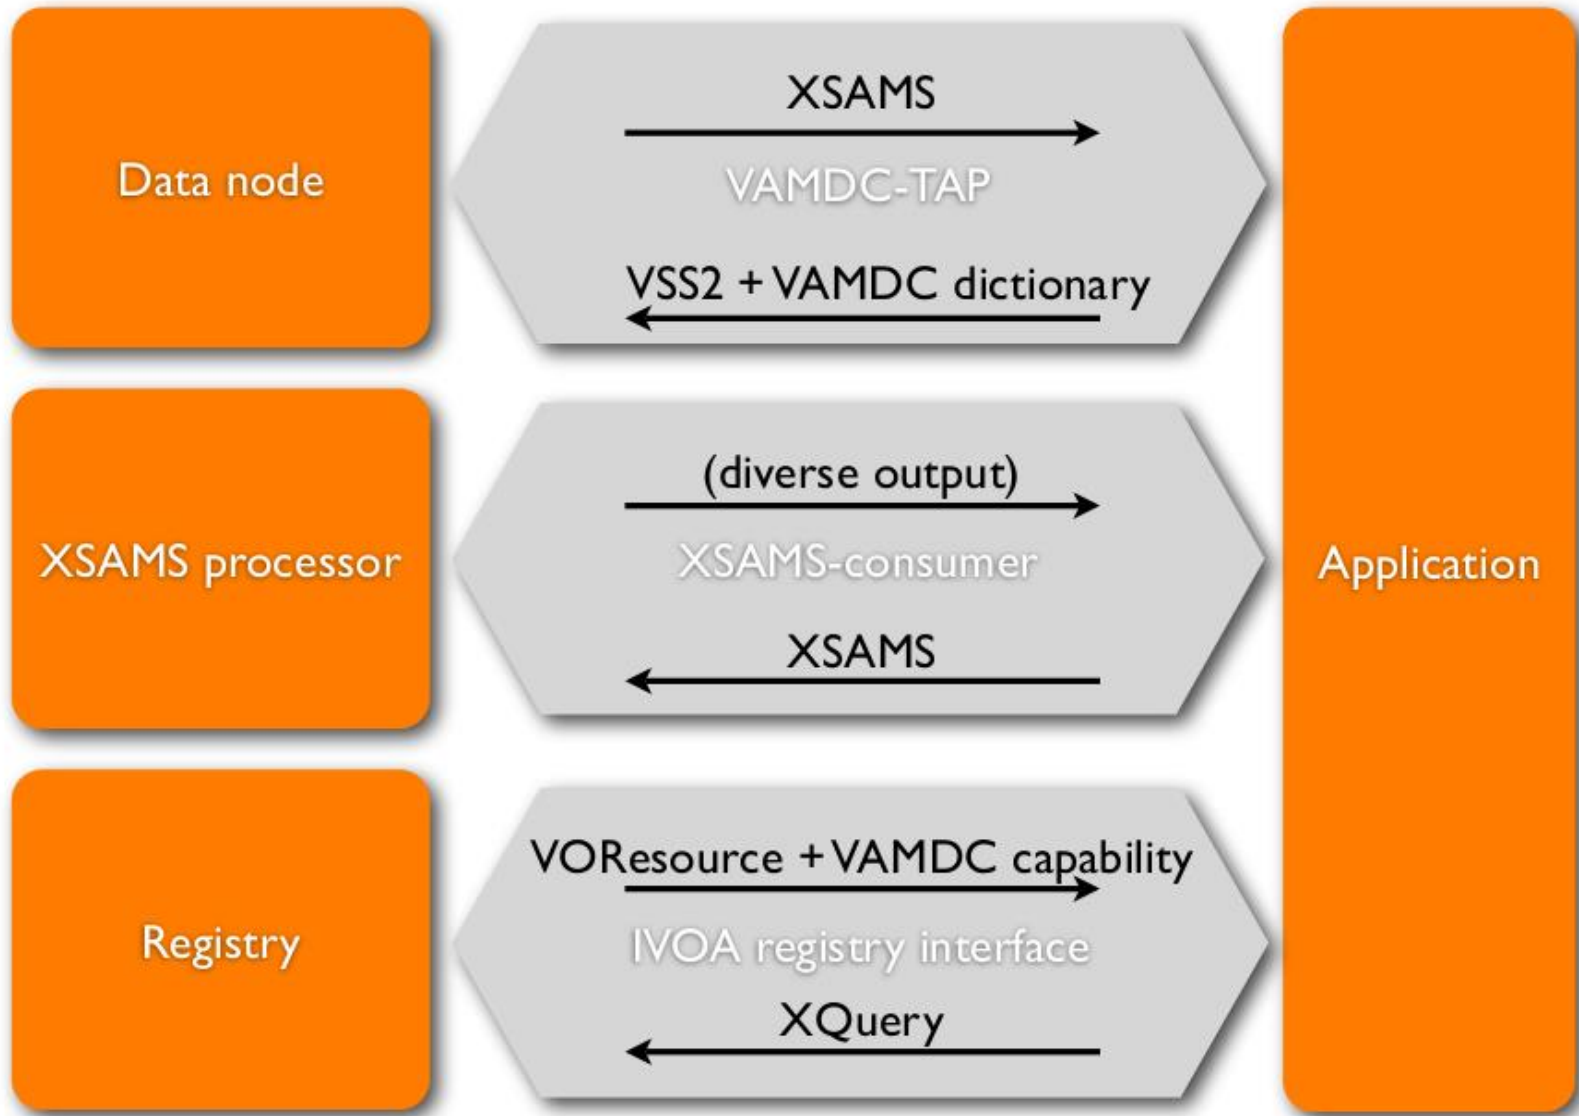 XSAMS
Data node
VAMDC-TAP
VSS2 + VAMDC dictionary
(diverse output)
XSAMS processor
XSAMS-consumer
Application
XSAMS
VOResource + VAMDC capability
Registry
IVOA registry interface
XQuery